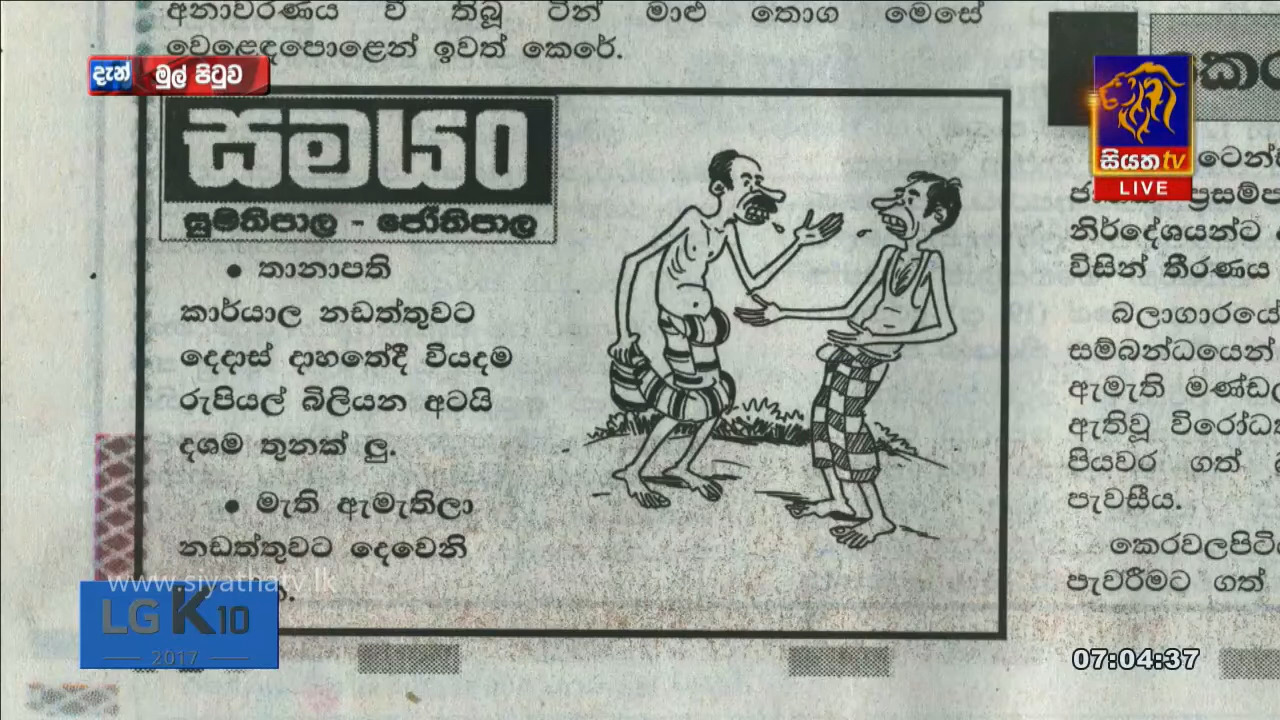 අනාවරණය වී තිබූ ටින් මාළු තොග මෙසේ
වෙළෙඳපොළෙන් ඉවත් කෙරේ.
දැන් මුල් පිටුව
සමයං
සුමතිපාල - ජෝතිපාල
● තානාපති
කාර්යාල නඩත්තුවට
දෙදාස් දාහතේදී වියදම
රුපියල් බිලියන අටයි
දශම තුනක් ලු.
● මැති ඇමැතිලා
නඩත්තුවට දෙවෙනි
සියත tv
LIVE
ප්‍රසම්පා
නිර්දේශයන්ට
විසින් තීරණය
බලාගාරයේ
සම්බන්ධයෙන්
ඇමැති මණ්ඩල
ඇතිවූ විරෝධ
පියවර ගත්
පැවසීය.
කෙරවලපිටි
පැවරීමට ගත්
www.siyathatv.lk
LG K10
2017
07:04:37